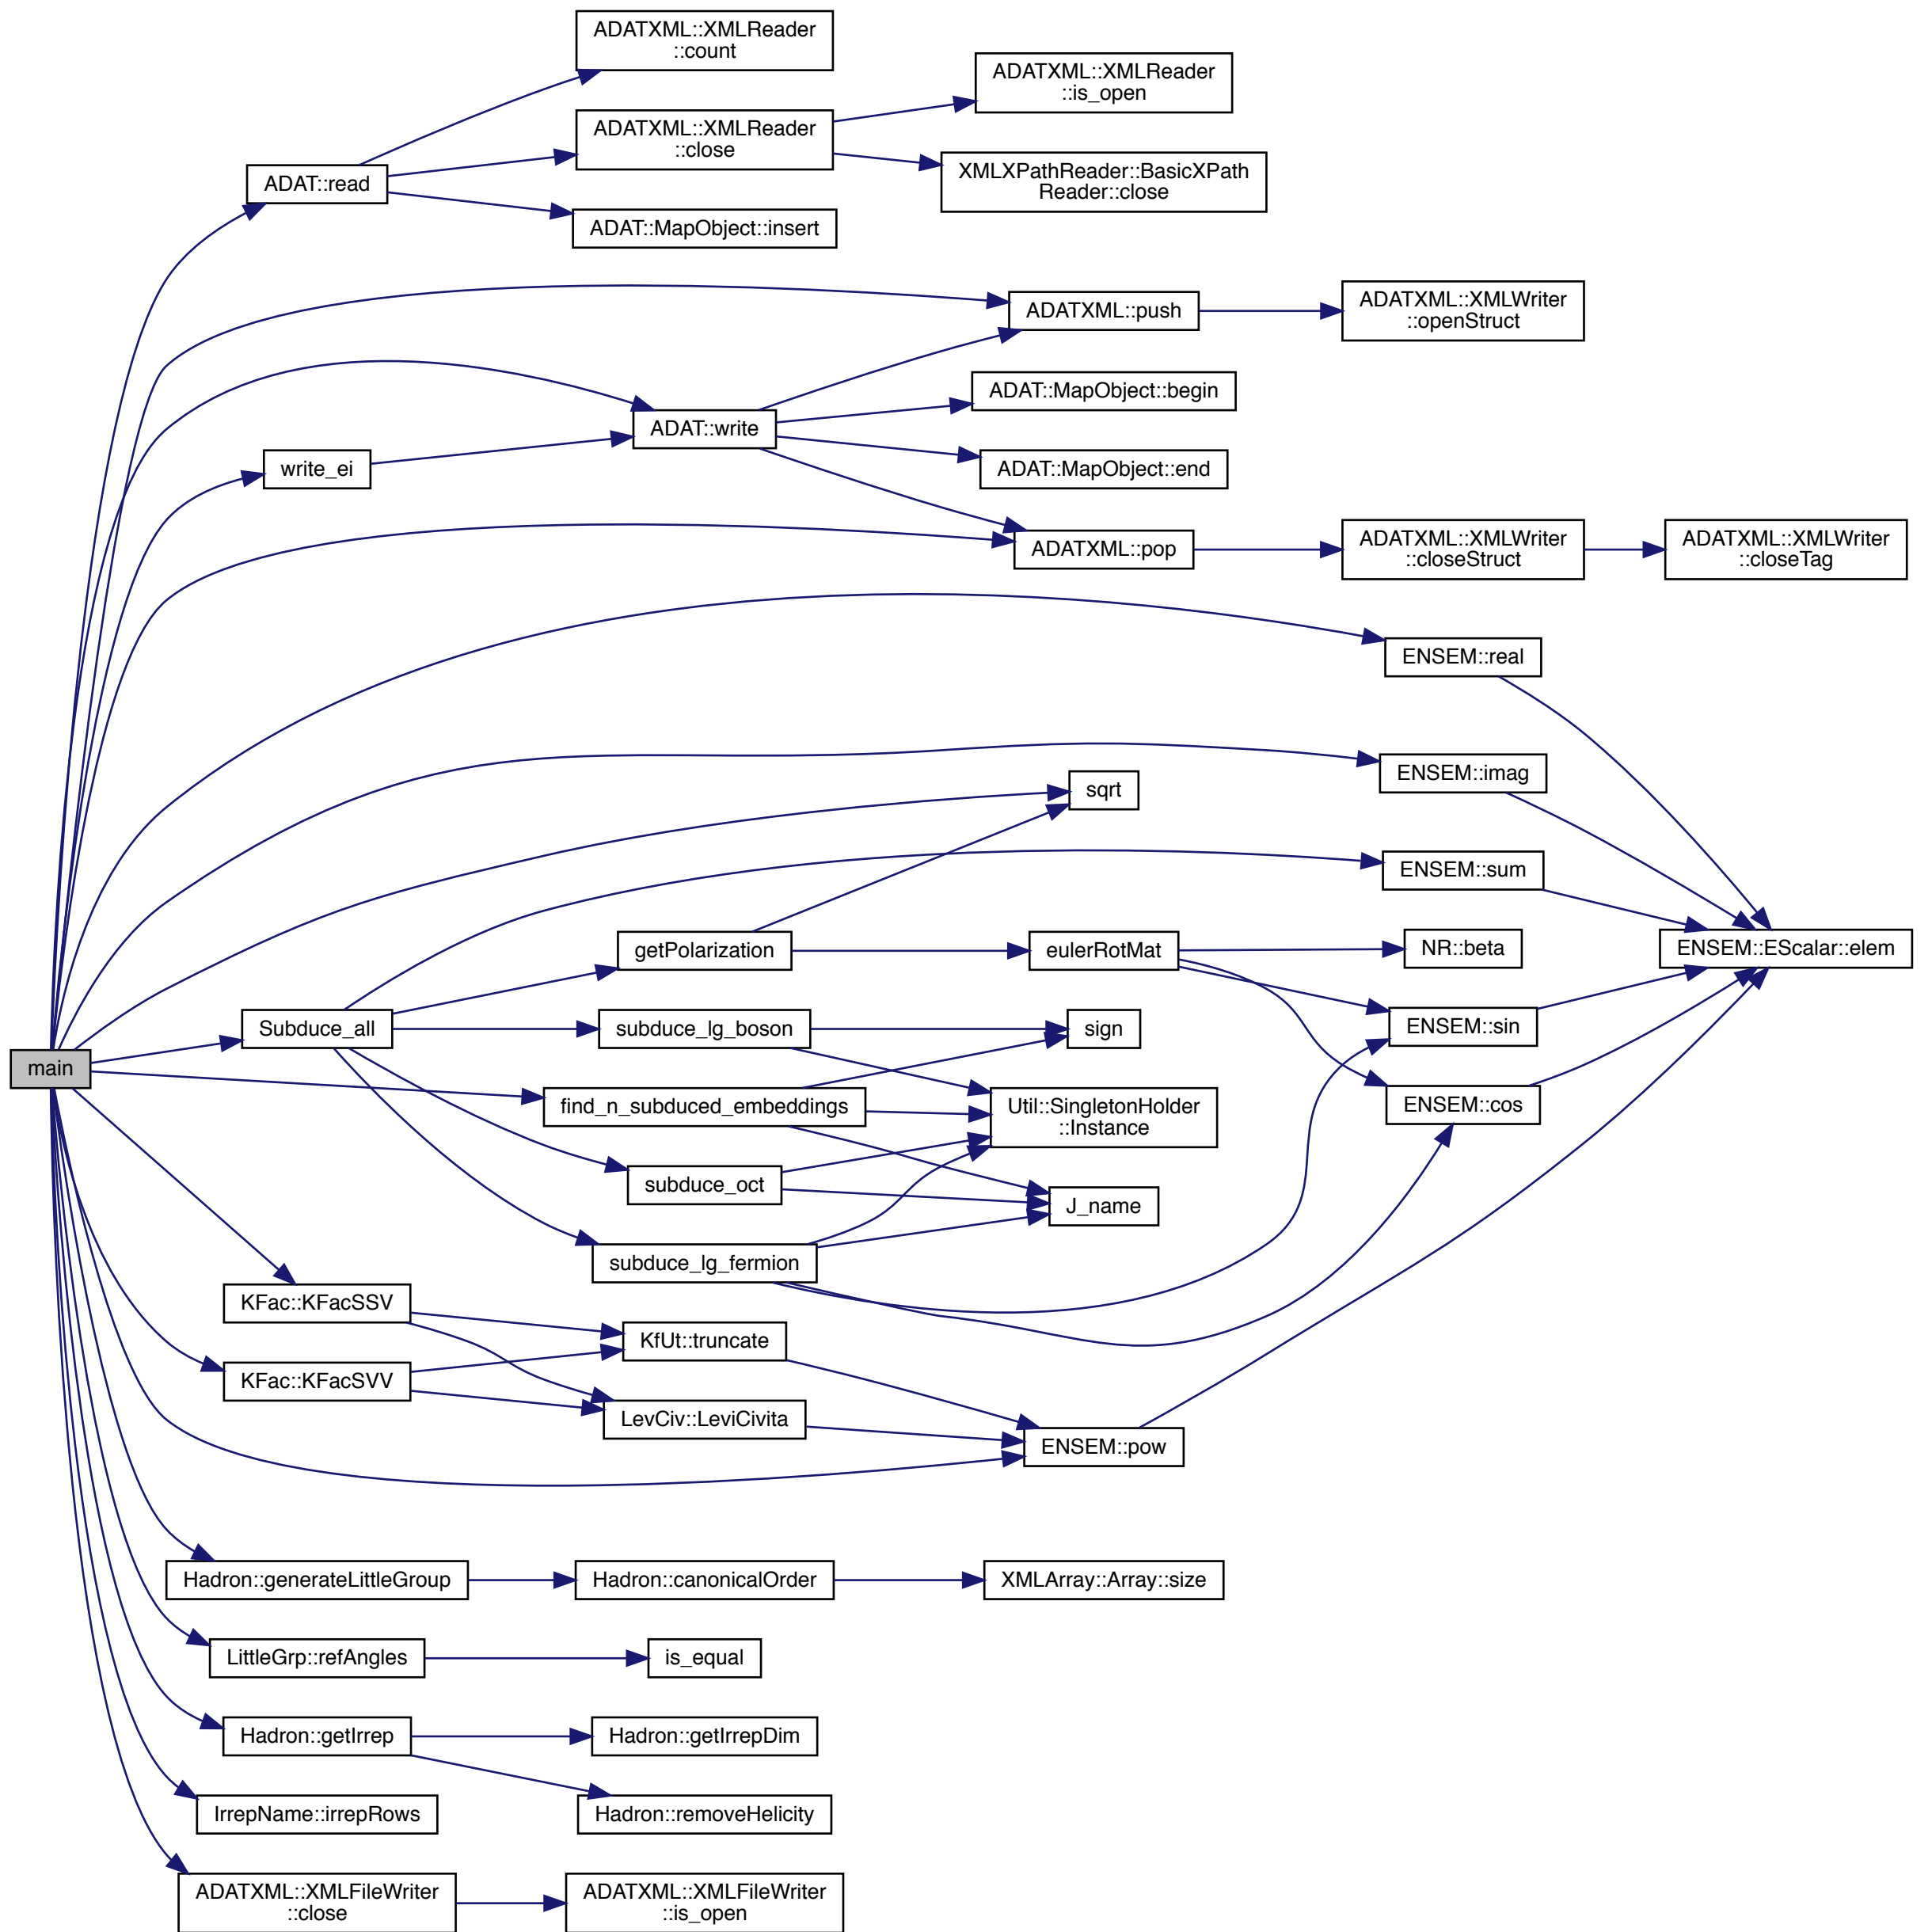 ADATXML::XMLReader
::count
ADATXML::XMLReader
::is_open
ADATXML::XMLReader
::close
ADAT::read
XMLXPathReader::BasicXPath
Reader::close
ADAT::MapObject::insert
ADATXML::push
ADATXML::XMLWriter
::openStruct
ADAT::MapObject::begin
ADAT::write
write_ei
ADAT::MapObject::end
ADATXML::pop
ADATXML::XMLWriter
::closeStruct
ADATXML::XMLWriter
::closeTag
ENSEM::real
ENSEM::imag
sqrt
ENSEM::sum
getPolarization
eulerRotMat
NR::beta
ENSEM::EScalar::elem
Subduce_all
subduce_lg_boson
sign
ENSEM::sin
main
find_n_subduced_embeddings
Util::SingletonHolder
::Instance
ENSEM::cos
subduce_oct
J_name
subduce_lg_fermion
KFac::KFacSSV
KfUt::truncate
KFac::KFacSVV
LevCiv::LeviCivita
ENSEM::pow
Hadron::generateLittleGroup
Hadron::canonicalOrder
XMLArray::Array::size
LittleGrp::refAngles
is_equal
Hadron::getIrrep
Hadron::getIrrepDim
IrrepName::irrepRows
Hadron::removeHelicity
ADATXML::XMLFileWriter
::close
ADATXML::XMLFileWriter
::is_open